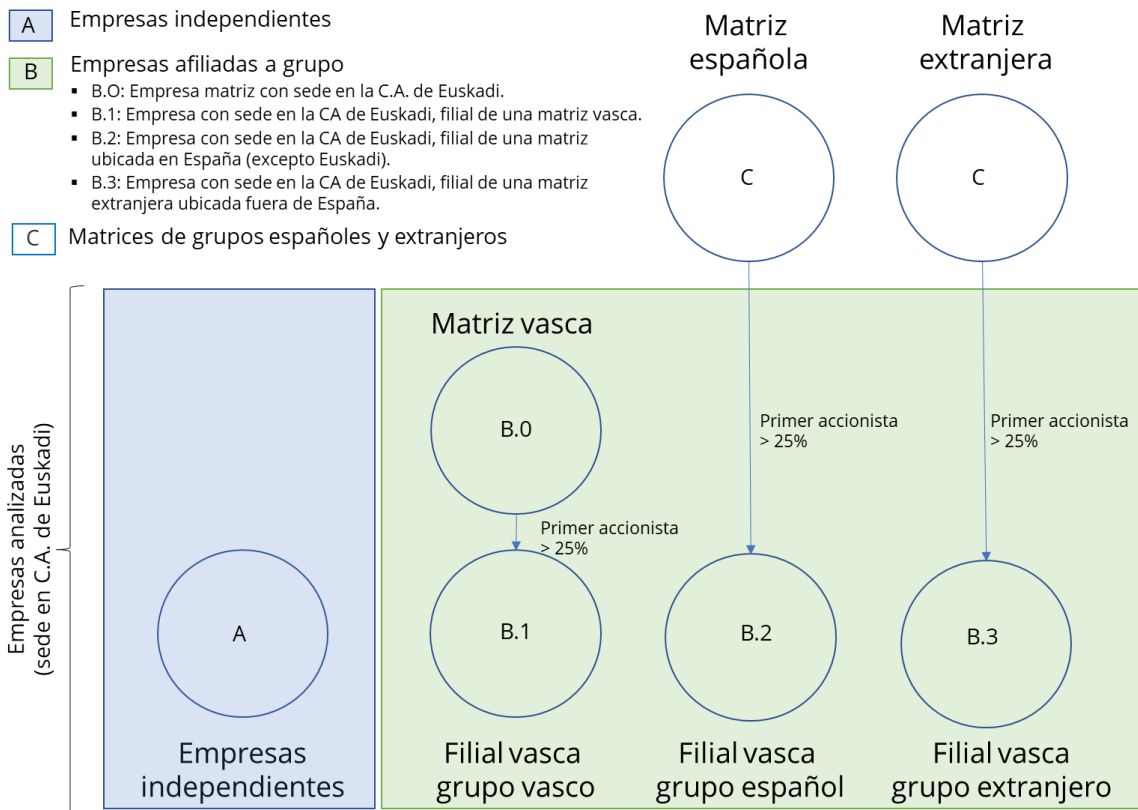 A
Empresas independientes
B
Empresas afiliadas a grupo
▪ B.O: Empresa matriz con sede en la C.A. de Euskadi.
▪ B.1: Empresa con sede en la CA de Euskadi, filial de una matriz vasca.
▪ B.2: Empresa con sede en la CA de Euskadi, filial de una matriz
ubicada en España (excepto Euskadi).
▪ B.3: Empresa con sede en la CA de Euskadi, filial de una matriz
extranjera ubicada fuera de España.
C
Matrices de grupos españoles y extranjeros
Matriz
española
C
Matriz
extranjera
C
Empresas analizadas
(sede en C.A. de Euskadi)
A
Empresas
independientes
Matriz vasca
B.0
Primer accionista
> 25%
B.1
Filial vasca
grupo vasco
Primer accionista
> 25%
B.2
Filial vasca
grupo español
Primer accionista
> 25%
B.3
Filial vasca
grupo extranjero